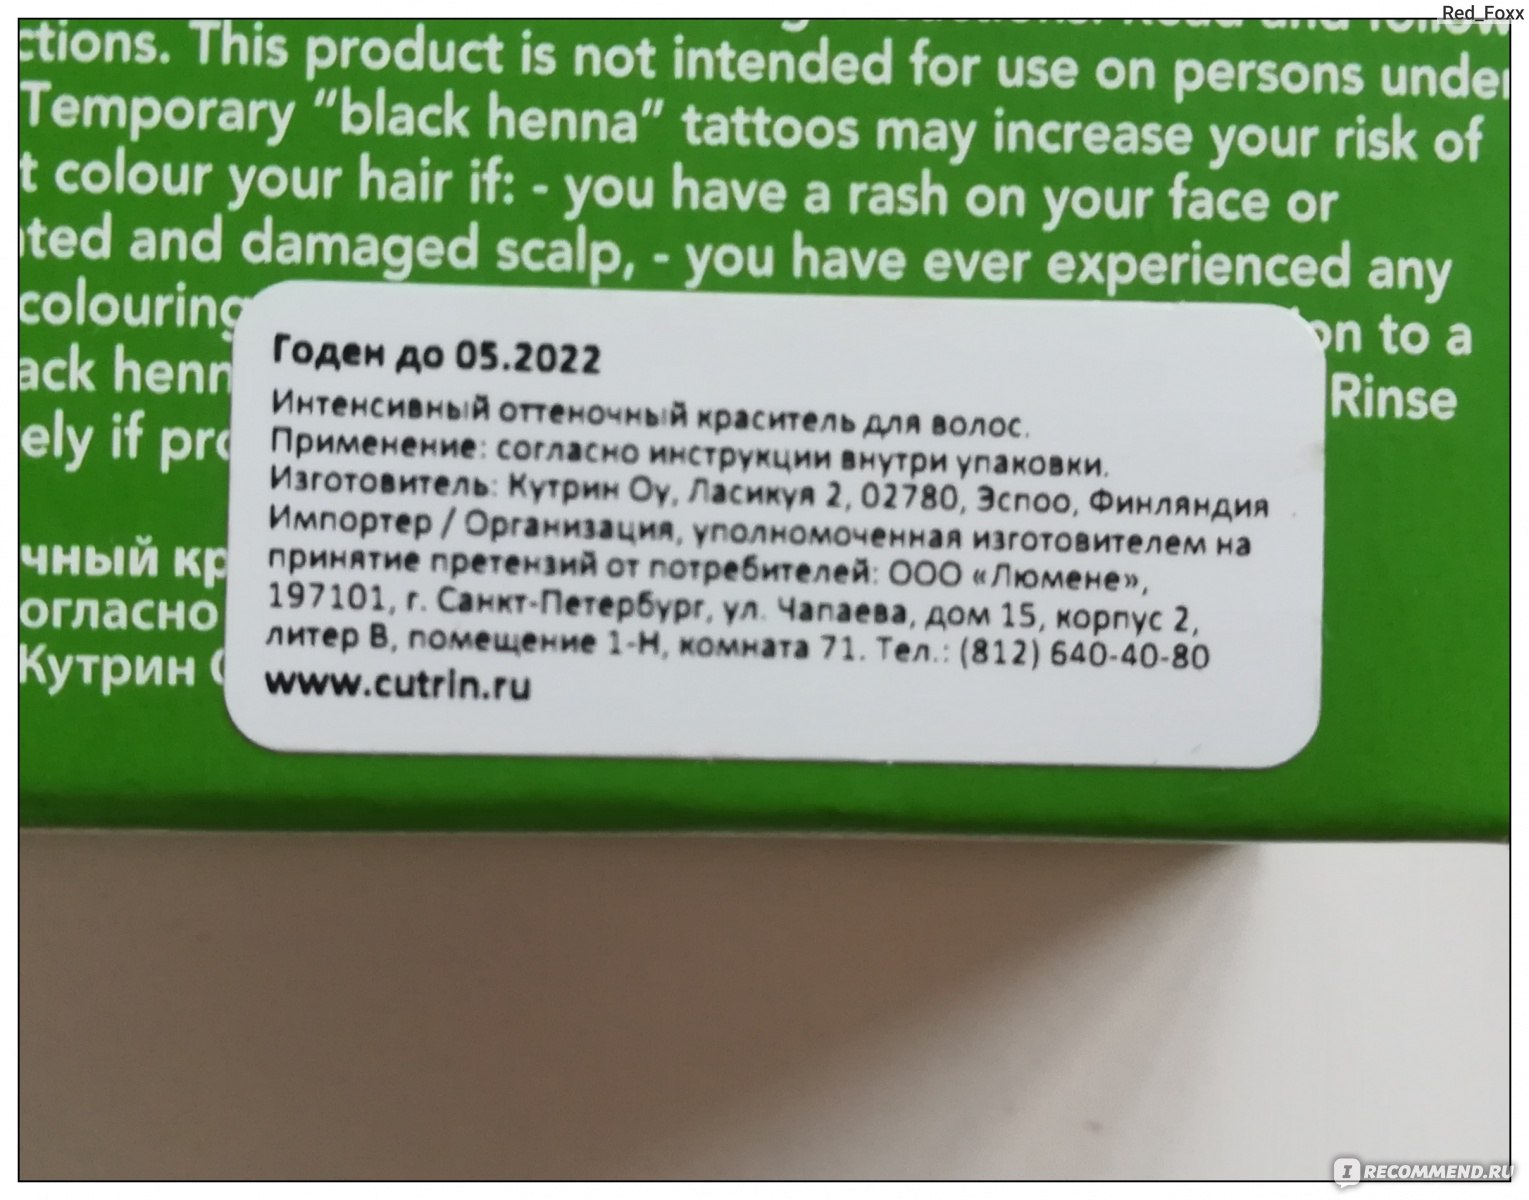 Red_Foxx
Read and follow
ctions. This product is not intended for use on persons under
Temporary “black henna” tattoos may increase your risk of
t colour your hair if: - you have a rash on your face or
ted and damaged scalp, - you have ever experienced any
colouring on to a
ack henn Rinse
ely if pro
Годен до 05.2022
Интенсивный оттеночный краситель для волос.
Применение: согласно инструкции внутри упаковки.
Изготовитель: Кутрин Оу, Ласикуя 2, 02780, Эспоо, Финляндия
Импортер / Организация, уполномоченная изготовителем на
принятие претензий от потребителей: ООО «Люмене»,
197101, г. Санкт-Петербург, ул. Чапаева, дом 15, корпус 2,
литер В, помещение 1-Н, комната 71. Тел.: (812) 640-40-80
www.cutrin.ru
чный кр
огласно
Кутрин
IRECOMMEND.RU